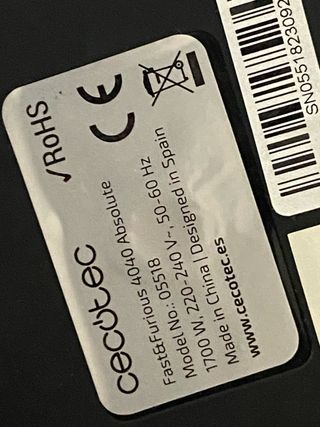 cecotec
Fast&Furious 4040 Absolute
Model No.: 05518
1700 W, 220-240 V~, 50-60 Hz
Made in China | Designed in Spain
www.cecotec.es
✓RoHS
CE
SN0551823092